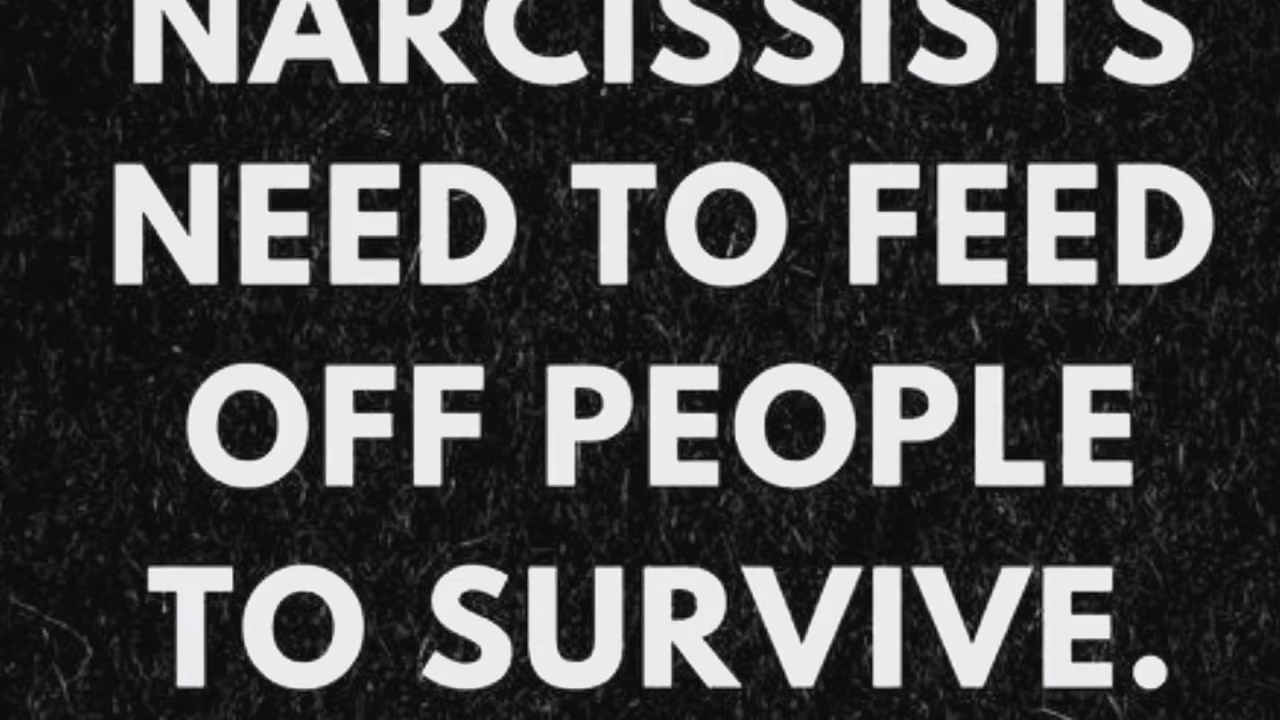 NARCISSISTS
NEED TO FEED
OFF PEOPLE
TO SURVIVE.